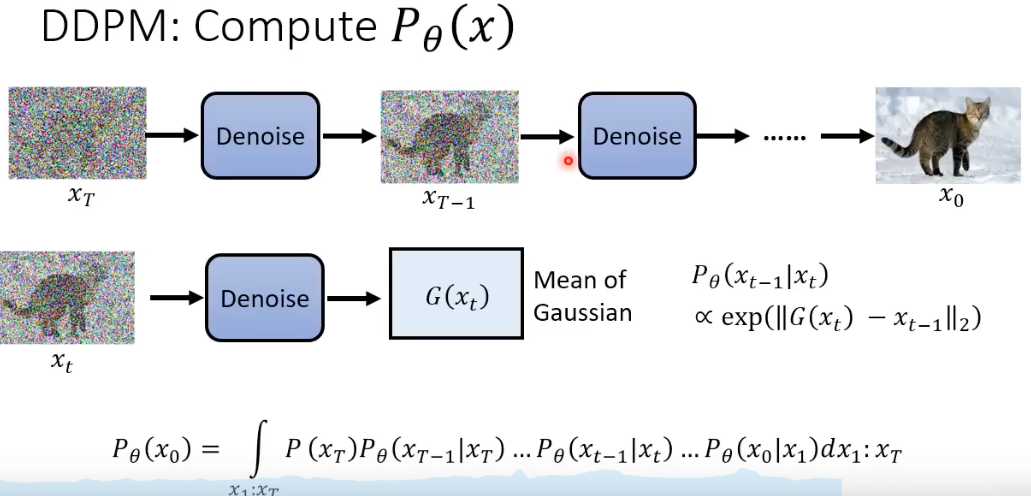 DDPM: Compute $P_\theta(x)$
Denoise
Denoise
......
$x_T$
$x_{T-1}$
$x_0$
Denoise
$G(x_t)$
Mean of
Gaussian
$P_\theta(x_{t-1}|x_t)$
$\propto \exp(\|G(x_t) - x_{t-1}\|_2)$
$x_t$
$P_\theta(x_0) = \int\limits_{x_1:x_T} P(x_T)P_\theta(x_{T-1}|x_T) \ldots P_\theta(x_{t-1}|x_t) \ldots P_\theta(x_0|x_1)dx_1:x_T$